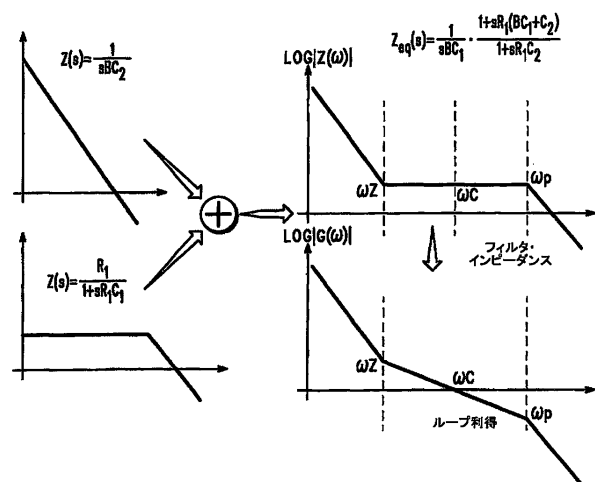 Z(s)=1/sBC₂
Z_eq(s)=1/sBC₁ · 1+sR₁(BC₁+C₂)/1+sR₁C₂
LOG|Z(ω)|
ωZ
ωC
ωp
フィルタ・
インピーダンス
Z(s)=R₁/1+sR₁C₁
LOG|G(ω)|
ωZ
ωC
ωp
ループ利得